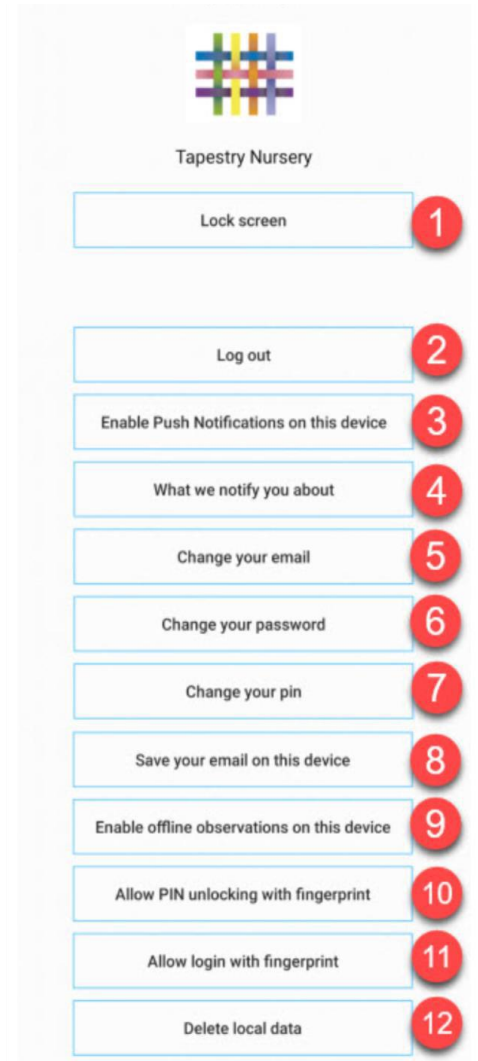 Tapestry Nursery
Lock screen 1
Log out 2
Enable Push Notifications on this device 3
What we notify you about 4
Change your email 5
Change your password 6
Change your pin 7
Save your email on this device 8
Enable offline observations on this device 9
Allow PIN unlocking with fingerprint 10
Allow login with fingerprint 11
Delete local data 12